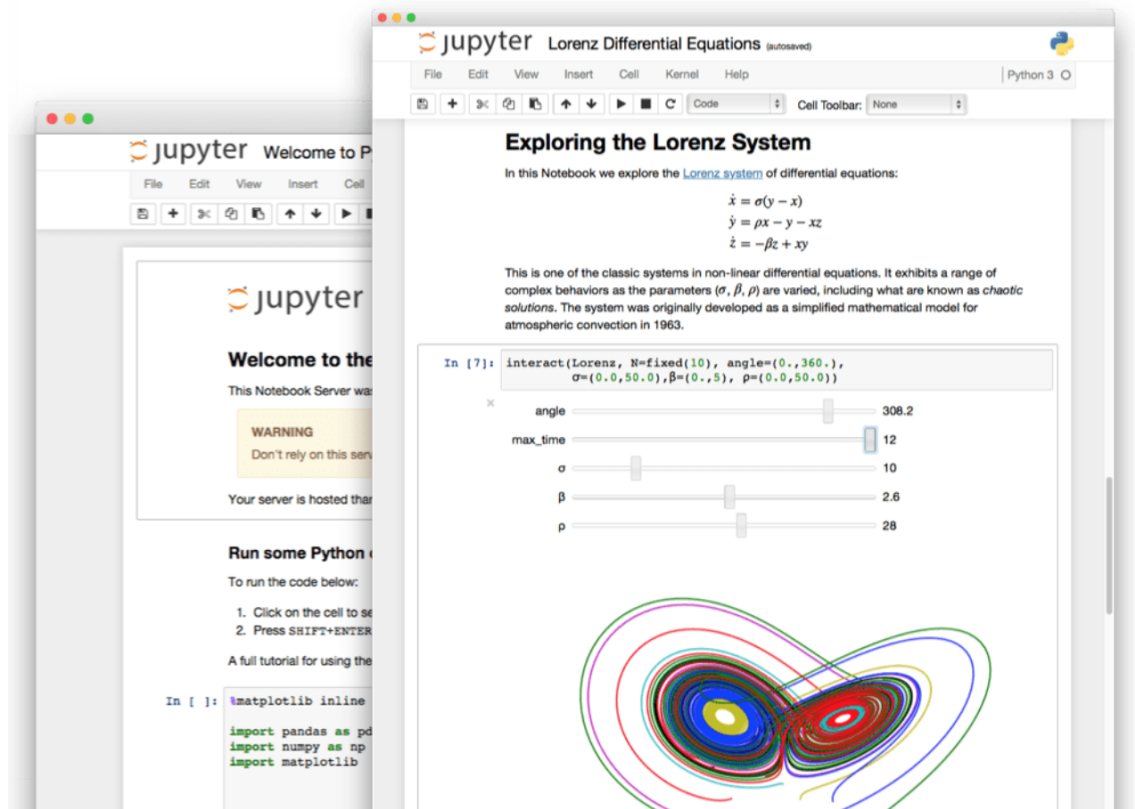 jupyter Lorenz Differential Equations (autosaved)
File Edit View Insert Cell Kernel Help Python 3
Code Cell Toolbar: None
Exploring the Lorenz System
In this Notebook we explore the Lorenz system of differential equations:
ẋ = σ(y − x)
ẏ = ρx − y − xz
ż = −βz + xy
This is one of the classic systems in non-linear differential equations. It exhibits a range of
complex behaviors as the parameters (σ, β, ρ) are varied, including what are known as chaotic
solutions. The system was originally developed as a simplified mathematical model for
atmospheric convection in 1963.
In [7]: interact(Lorenz, N=fixed(10), angle=(0.,360.),
σ=(0.0,50.0),β=(0.,5), ρ=(0.0,50.0))
angle 308.2
max_time 12
σ 10
β 2.6
ρ 28
jupyter Welcome to P
File Edit View Insert Cell
jupyter
Welcome to the
This Notebook Server was
WARNING
Don't rely on this serv
Your server is hosted than
Run some Python
To run the code below:
1. Click on the cell to se
2. Press SHIFT+ENTER
A full tutorial for using the
In [ ]: %matplotlib inline
import pandas as pd
import numpy as np
import matplotlib